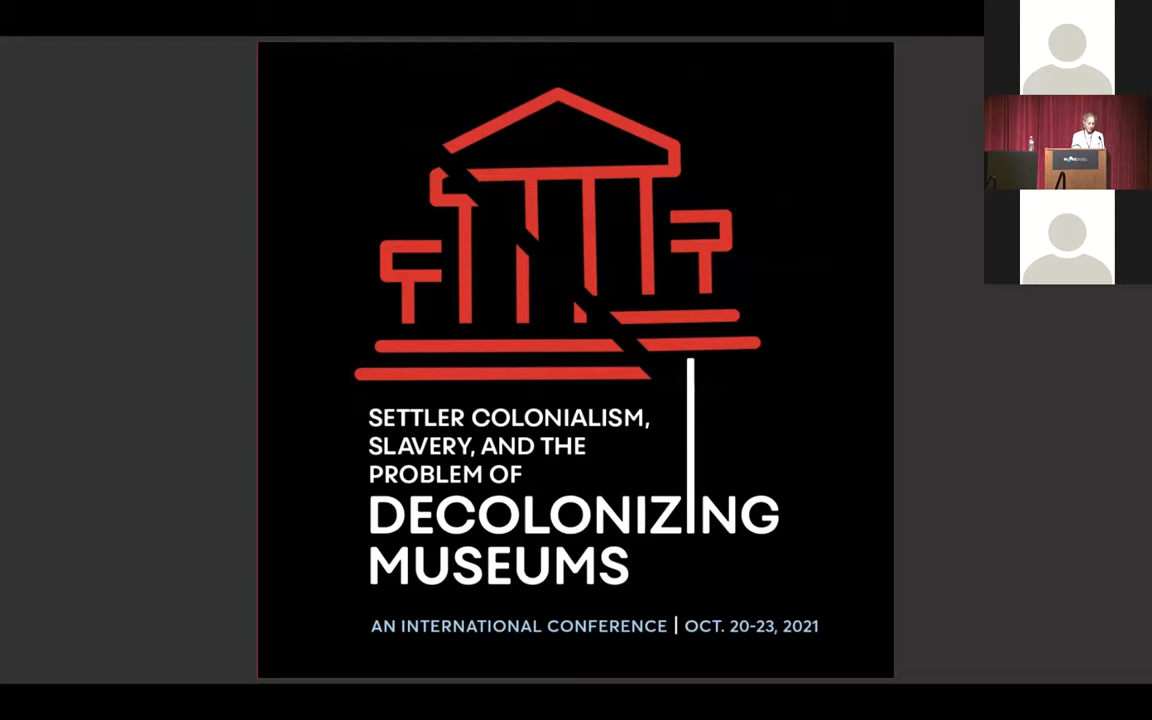 SETTLER COLONIALISM,
SLAVERY, AND THE
PROBLEM OF
DECOLONIZING
MUSEUMS
AN INTERNATIONAL CONFERENCE | OCT. 20-23, 2021